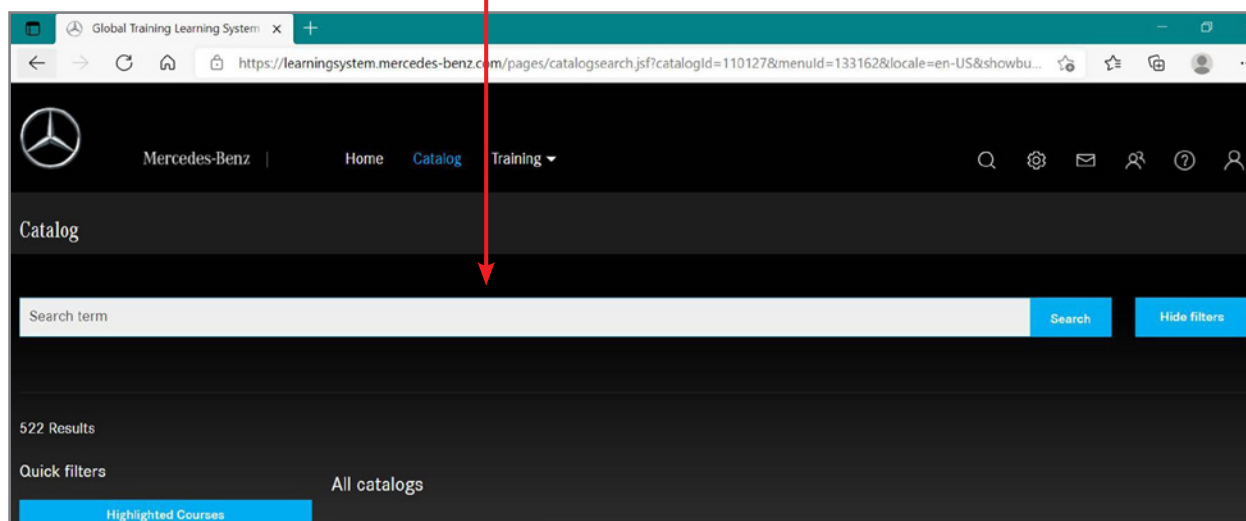 Global Training Learning System
https://learningsystem.mercedes-benz.com/pages/catalogsearch.jsf?catalogId=110127&menuId=133162&locale=en-US&showbu...
Mercedes-Benz | Home Catalog Training
Catalog
Search term Search Hide filters
522 Results
Quick filters
All catalogs
Highlighted Courses